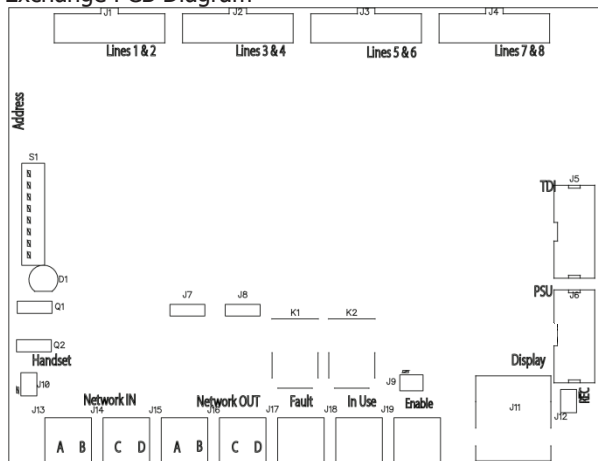 Exchange PCB Diagram
J1 J2 J3 J4
Lines 1 & 2 Lines 3 & 4 Lines 5 & 6 Lines 7 & 8
Address
S1
TDI J5
D1
PSU J6
Q1 J7 J8
K1 K2
Q2
Handset Display
J10 J9 Enable REC
Network IN Network OUT Fault In Use
J11
J12
J13 J14 J15 J16 J17 J18 J19
A B C D A B C D